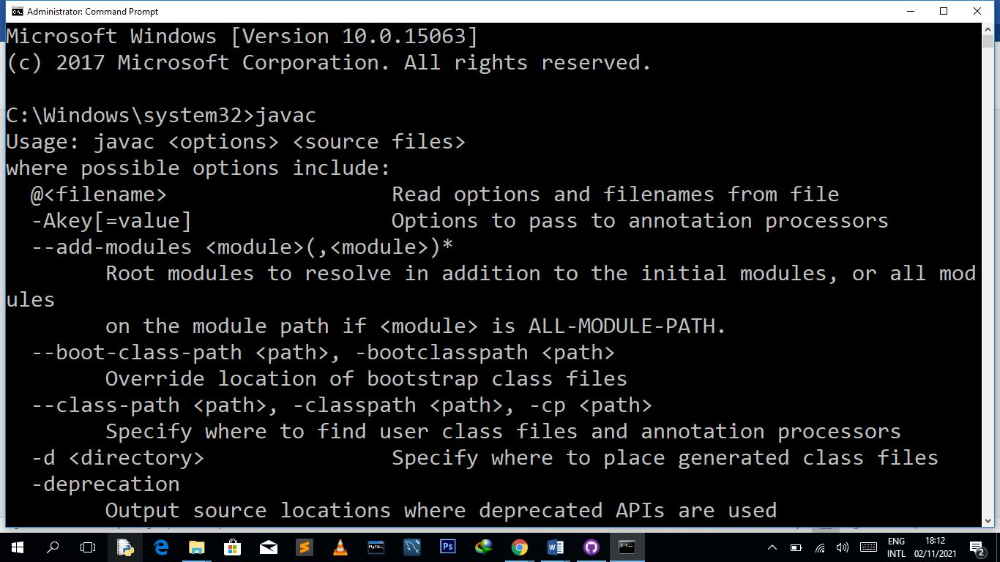 Administrator: Command Prompt
Microsoft Windows [Version 10.0.15063]
(c) 2017 Microsoft Corporation. All rights reserved.
C:\Windows\system32>javac
Usage: javac <options> <source files>
where possible options include:
  @<filename>                  Read options and filenames from file
  -Akey[=value]                Options to pass to annotation processors
  --add-modules <module>(,<module>)*
        Root modules to resolve in addition to the initial modules, or all mod
ules
        on the module path if <module> is ALL-MODULE-PATH.
  --boot-class-path <path>, -bootclasspath <path>
        Override location of bootstrap class files
  --class-path <path>, -classpath <path>, -cp <path>
        Specify where to find user class files and annotation processors
  -d <directory>               Specify where to place generated class files
  -deprecation
        Output source locations where deprecated APIs are used
MySQL
Ps
ENG
INTL
18:12
02/11/2021
2